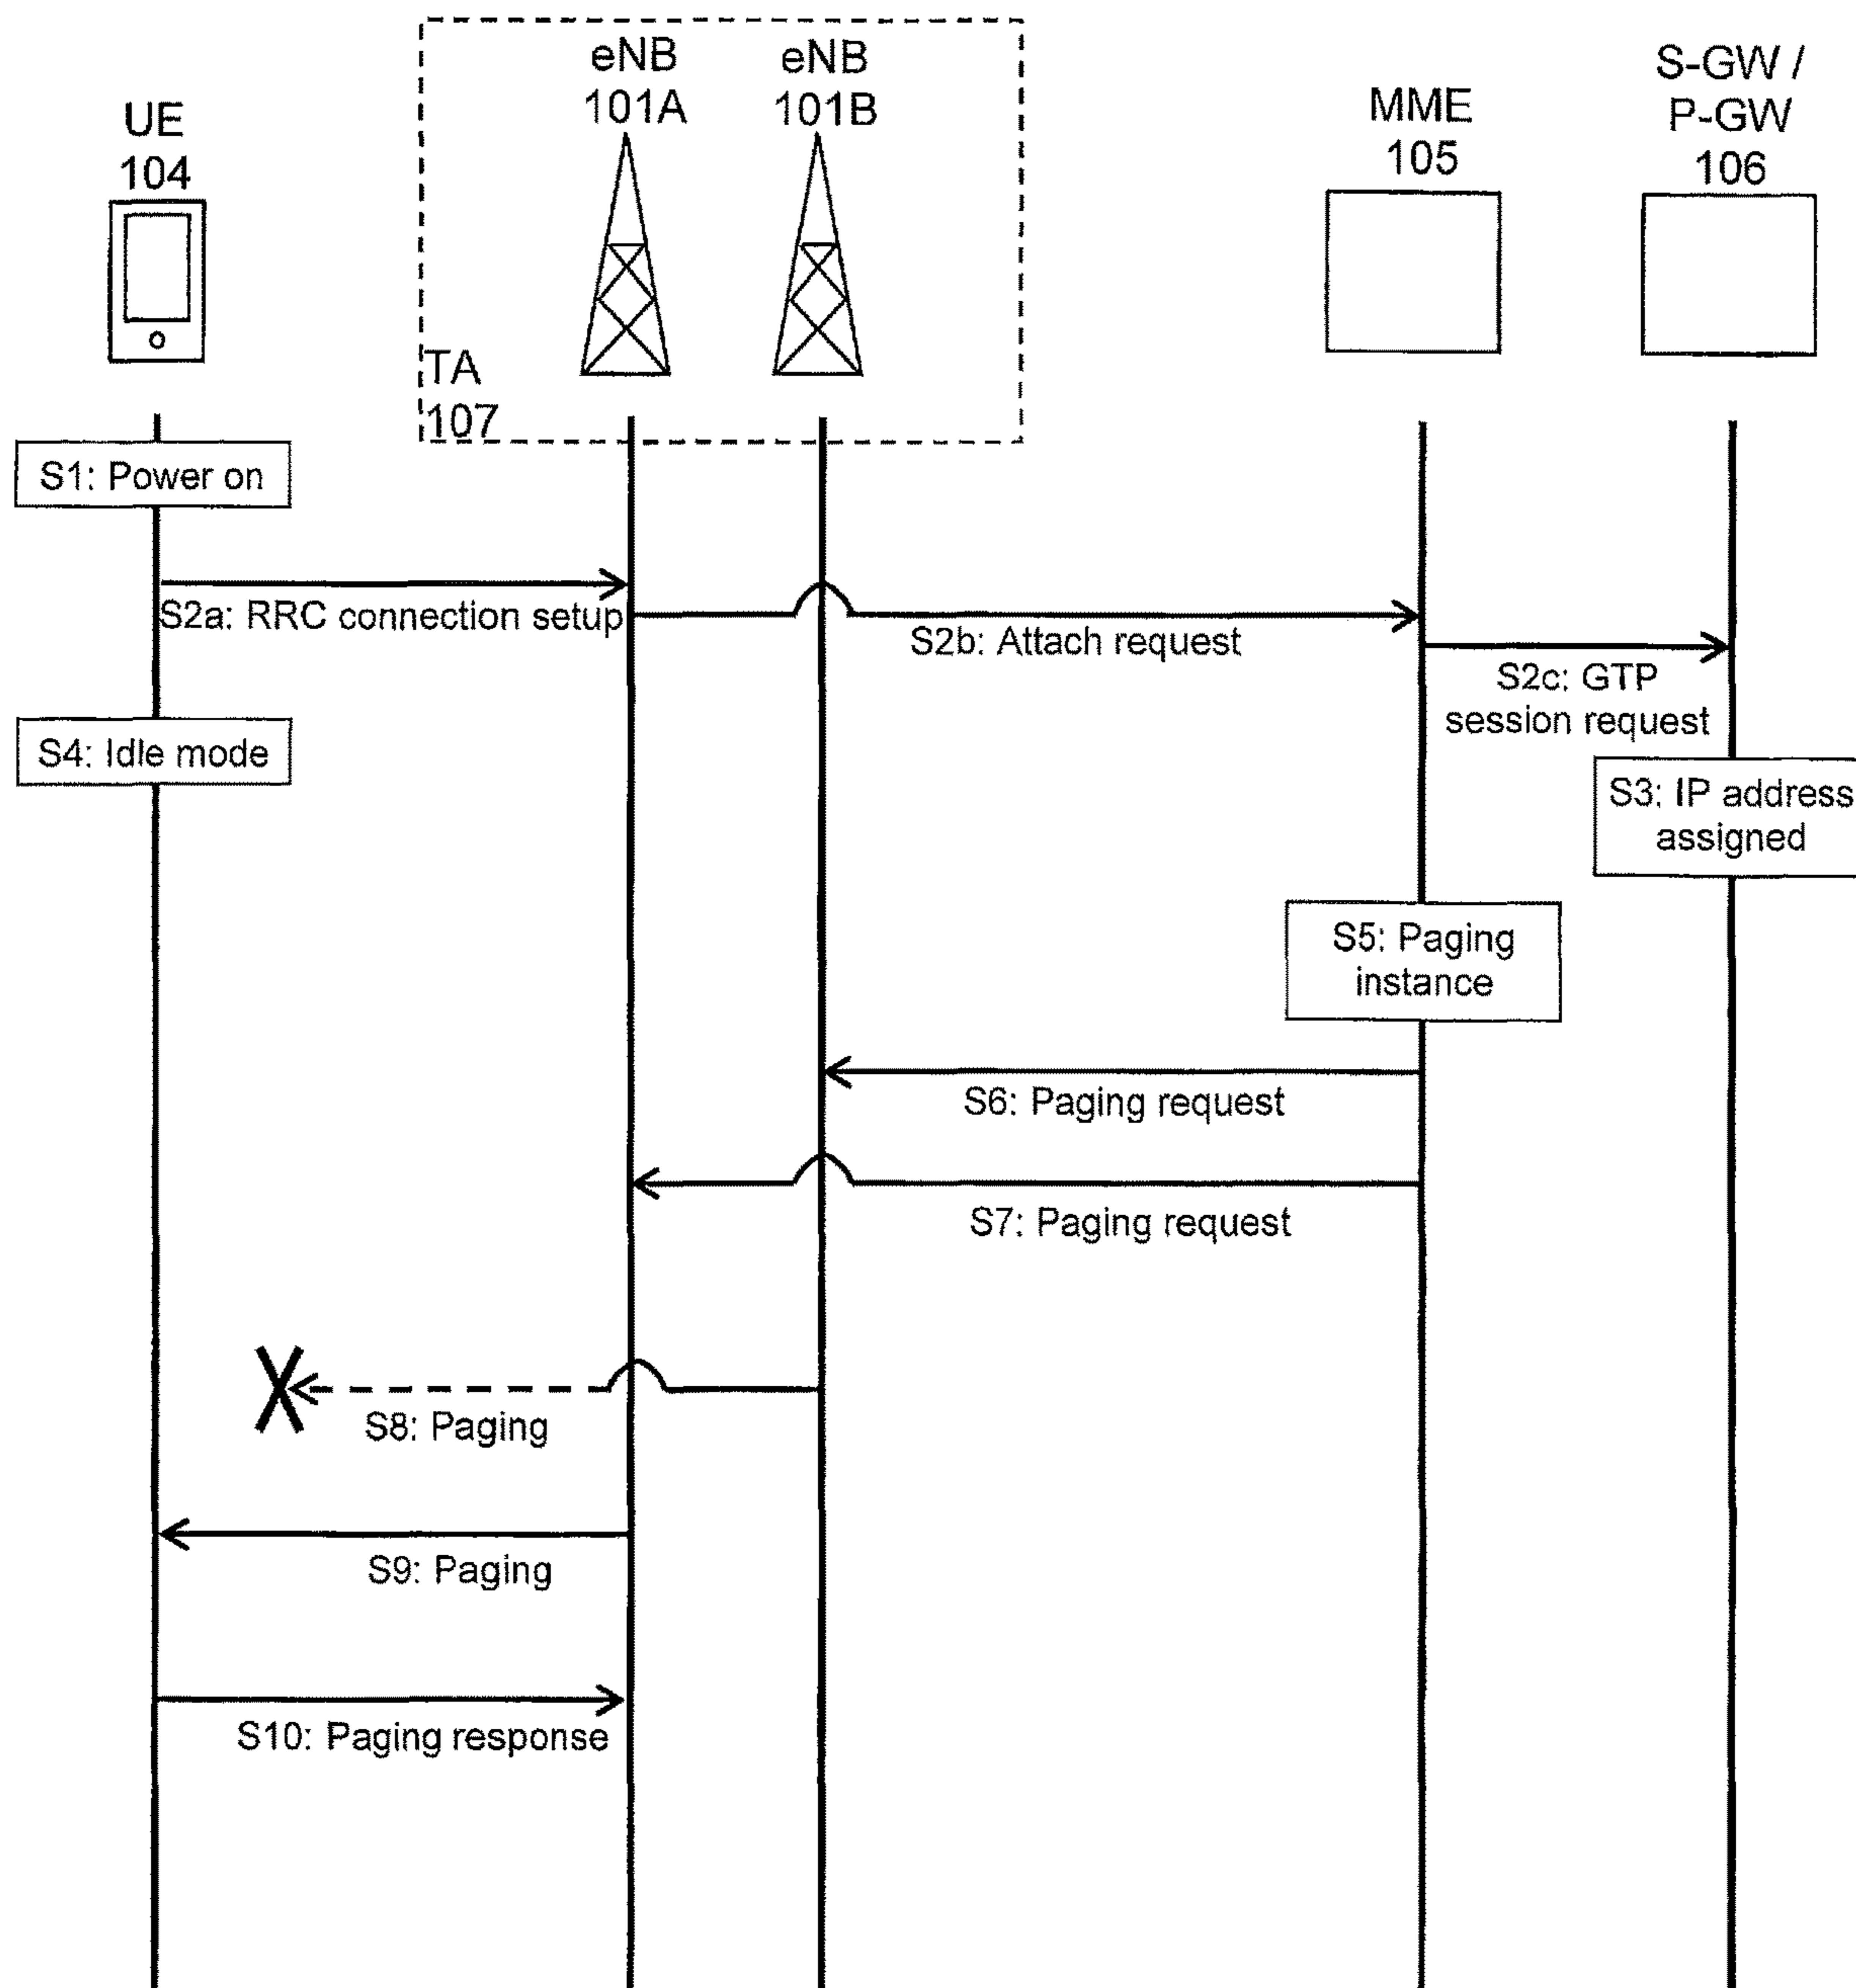 UE
104
eNB
101A
eNB
101B
TA
107
MME
105
S-GW /
P-GW
106
S1: Power on
S2a: RRC connection setup
S2b: Attach request
S2c: GTP
session request
S4: Idle mode
S3: IP address
assigned
S5: Paging
instance
S6: Paging request
S7: Paging request
S8: Paging
S9: Paging
S10: Paging response